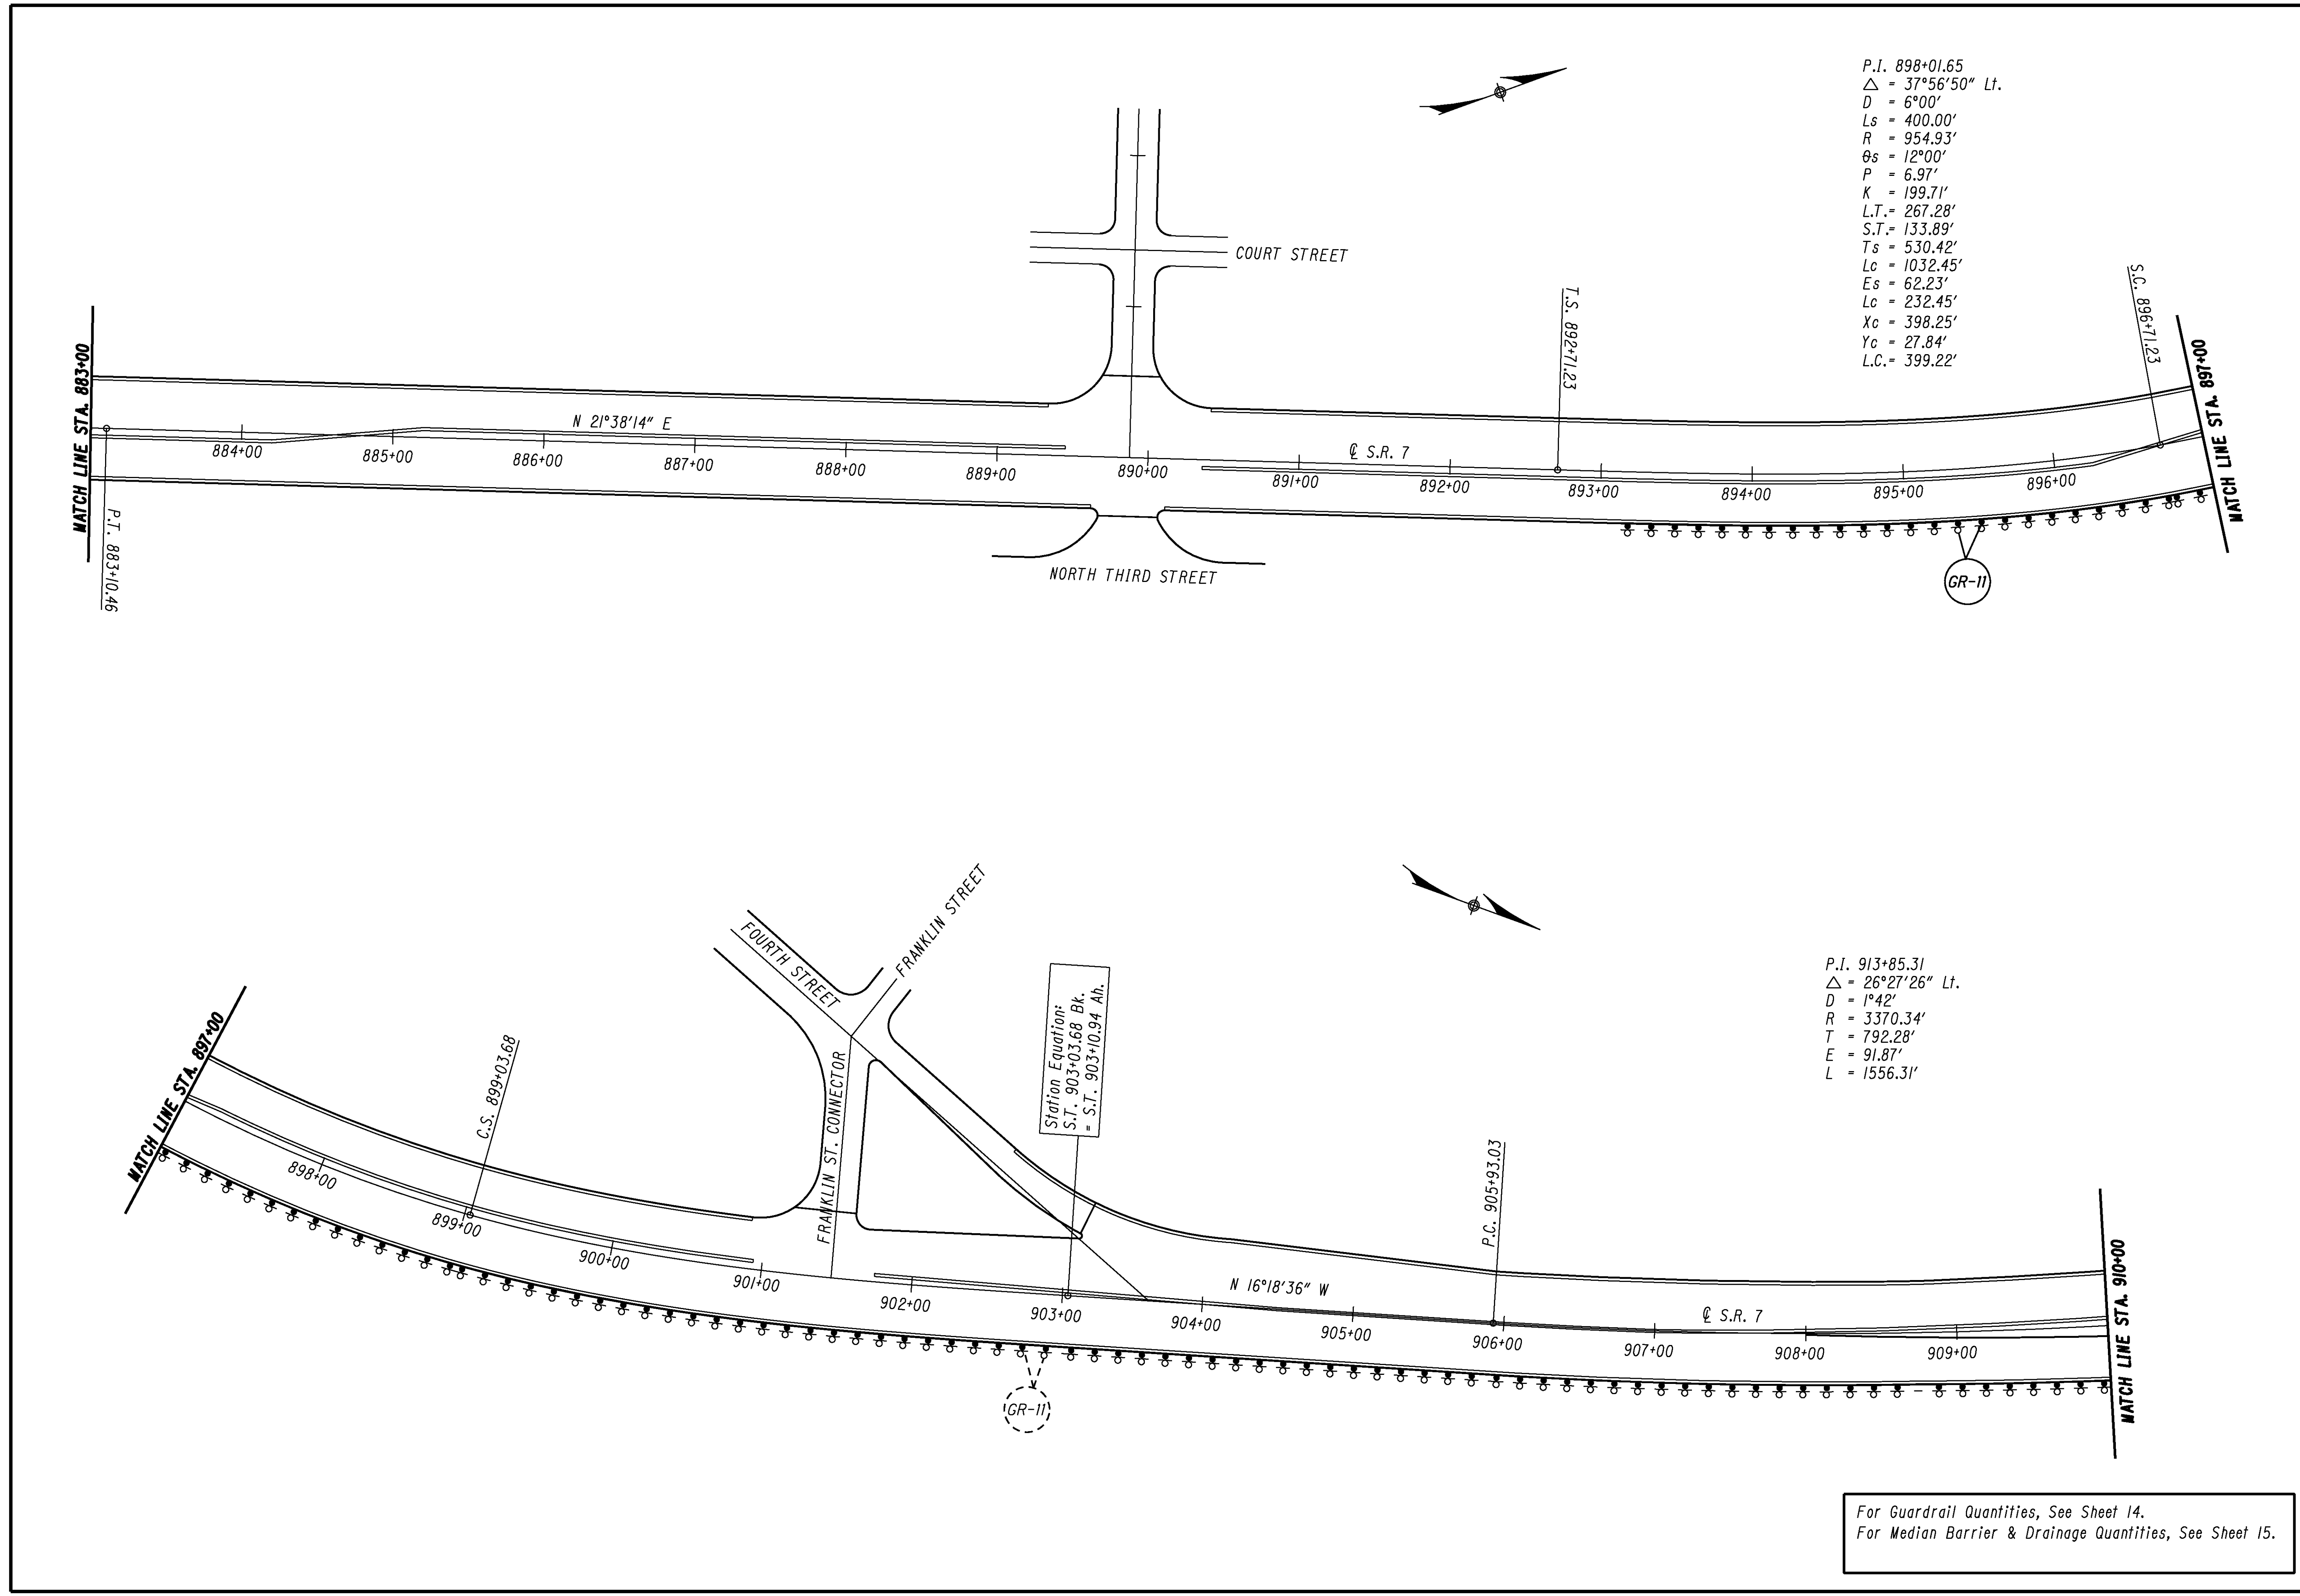 P.I. 898+01.65
△ = 37°56'50" Lt.
D = 6°00'
Ls = 400.00'
R = 954.93'
θs = 12°00'
P = 6.97'
K = 199.71'
L.T.= 267.28'
S.T.= 133.89'
Ts = 530.42'
Lc = 1032.45'
Es = 62.23'
Lc = 232.45'
Xc = 398.25'
Yc = 27.84'
L.C.= 399.22'
COURT STREET
T.S. 892+71.23
S.C. 896+71.23
MATCH LINE STA. 883+00
MATCH LINE STA. 897+00
N 21°38'14" E
℄ S.R. 7
884+00
885+00
886+00
887+00
888+00
889+00
890+00
891+00
892+00
893+00
894+00
895+00
896+00
P.T. 883+10.46
NORTH THIRD STREET
GR-11
FOURTH STREET
FRANKLIN STREET
FRANKLIN ST. CONNECTOR
Station Equation:
S.T. 903+03.68 Bk.
= S.T. 903+10.94 Ah.
P.I. 913+85.31
△ = 26°27'26" Lt.
D = 1°42'
R = 3370.34'
T = 792.28'
E = 91.87'
L = 1556.31'
MATCH LINE STA. 897+00
C.S. 899+03.68
P.C. 905+93.03
MATCH LINE STA. 910+00
N 16°18'36" W
℄ S.R. 7
898+00
899+00
900+00
901+00
902+00
903+00
904+00
905+00
906+00
907+00
908+00
909+00
GR-11
For Guardrail Quantities, See Sheet 14.
For Median Barrier & Drainage Quantities, See Sheet 15.